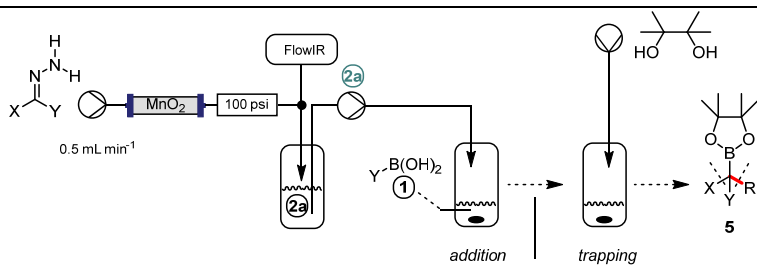 H
N
N
H
X
Y
0.5 mL min⁻¹
MnO₂
100 psi
FlowIR
2a
2a
Y
B(OH)₂
1
addition
trapping
HO
OH
O
O
B
X
R
Y
5